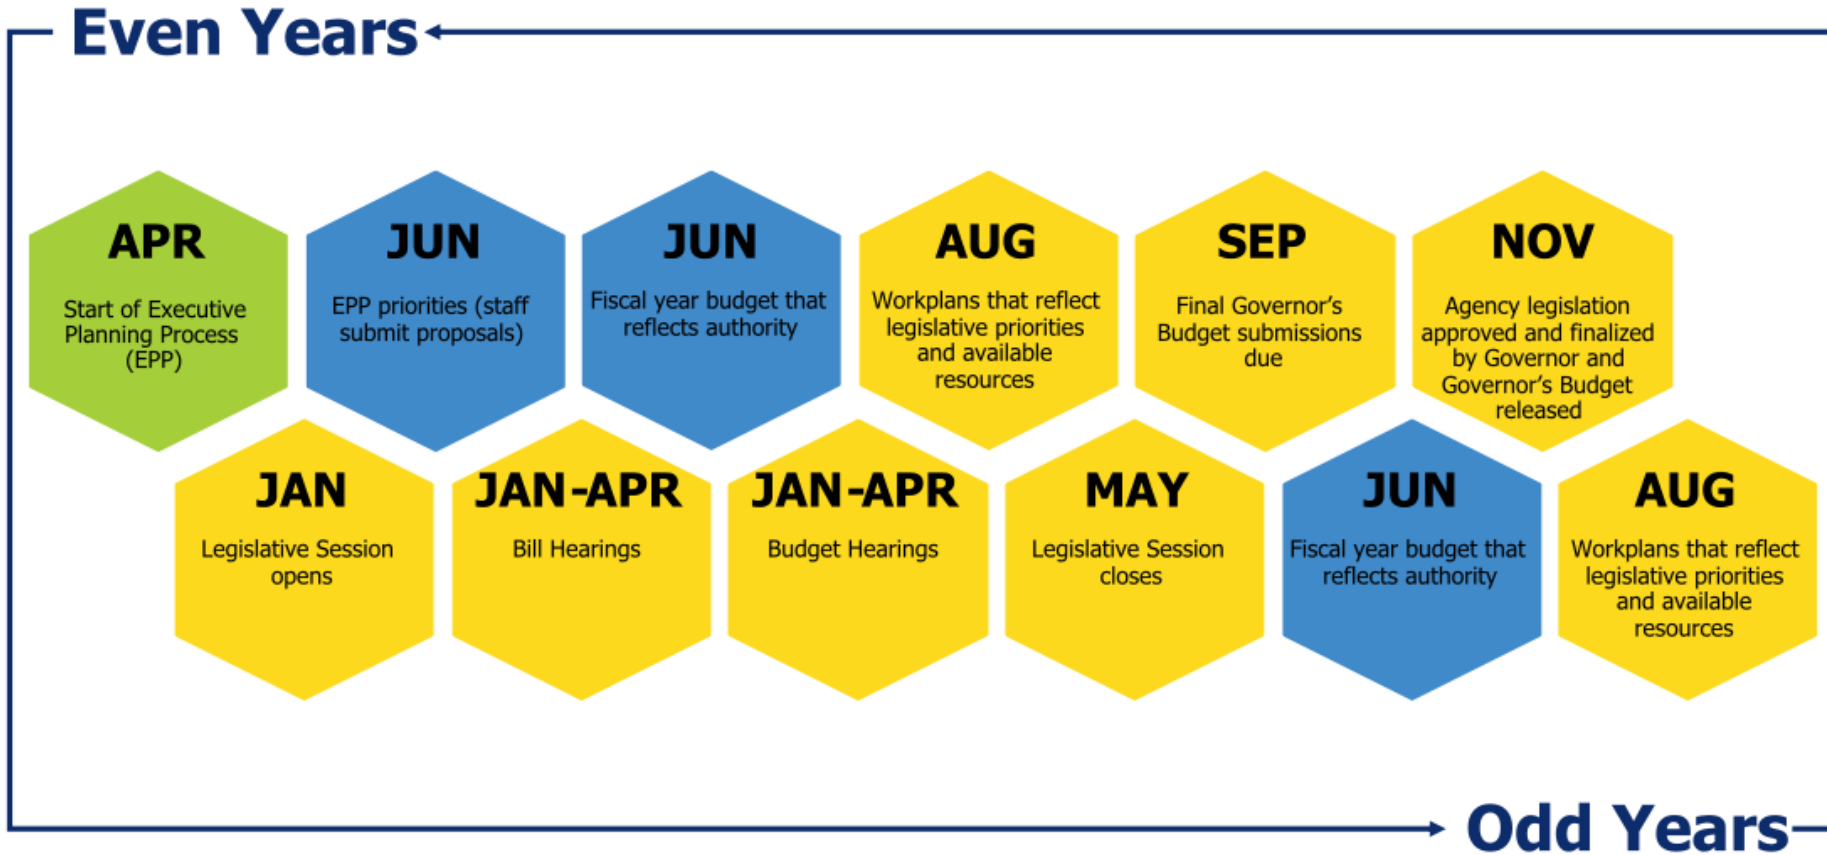 Even Years
APR
Start of Executive
Planning Process
(EPP)
JUN
EPP priorities (staff
submit proposals)
JUN
Fiscal year budget that
reflects authority
AUG
Workplans that reflect
legislative priorities
and available
resources
SEP
Final Governor’s
Budget submissions
due
NOV
Agency legislation
approved and finalized
by Governor and
Governor’s Budget
released
JAN
Legislative Session
opens
JAN-APR
Bill Hearings
JAN-APR
Budget Hearings
MAY
Legislative Session
closes
JUN
Fiscal year budget that
reflects authority
AUG
Workplans that reflect
legislative priorities
and available
resources
Odd Years